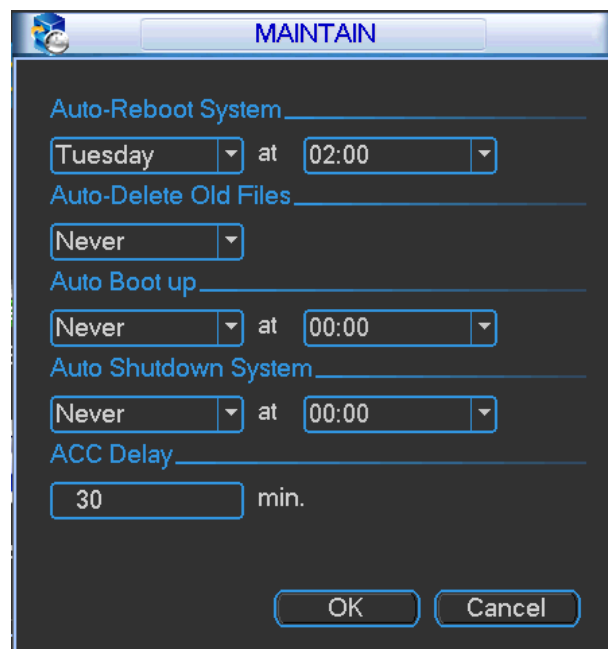 MAINTAIN
Auto-Reboot System
Tuesday at 02:00
Auto-Delete Old Files
Never
Auto Boot up
Never at 00:00
Auto Shutdown System
Never at 00:00
ACC Delay
30 min.
OK Cancel